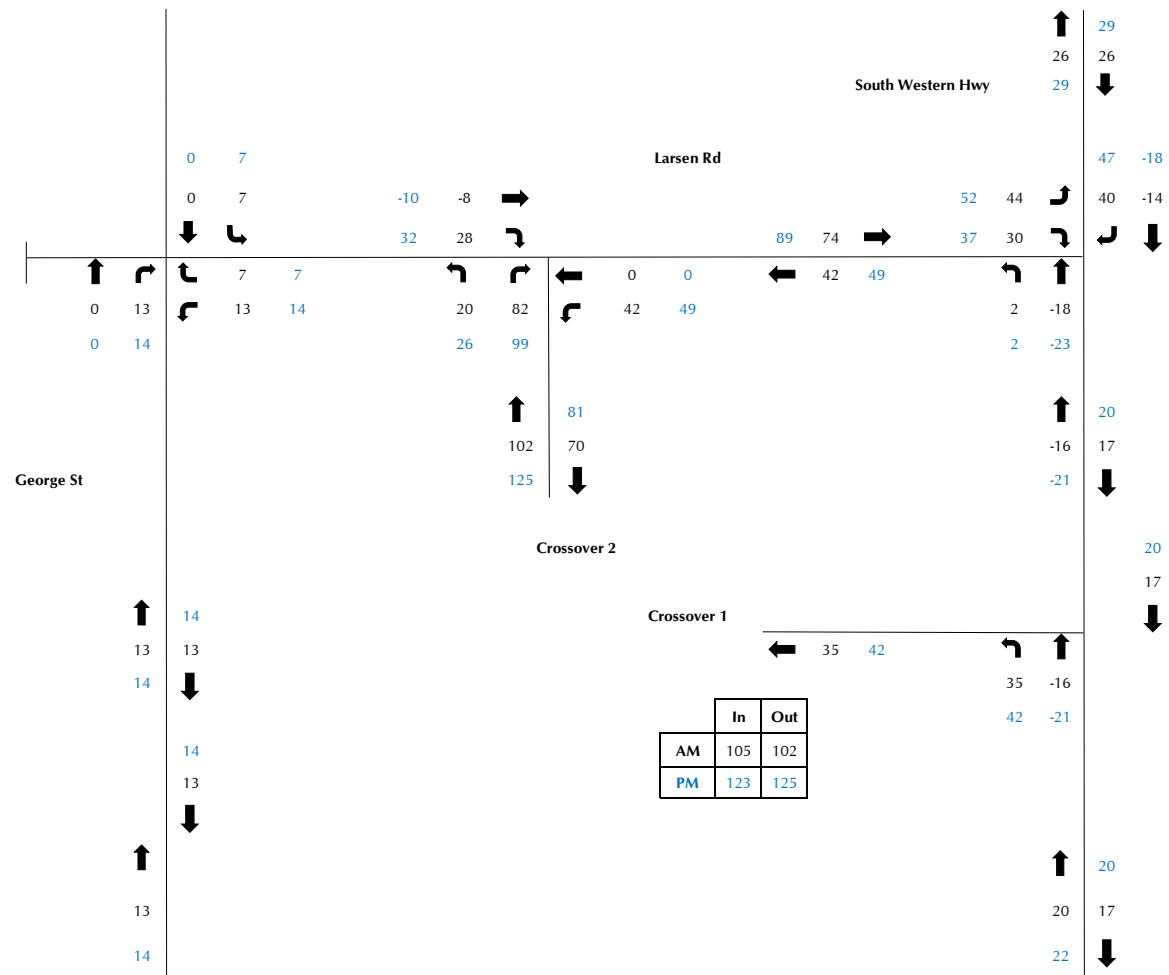 29
26 26
South Western Hwy 29
0 7 Larsen Rd 47 -18
0 7 -10 -8 52 44 40 -14
32 28 89 74 37 30
7 7 0 0 42 49
0 13 13 14 20 82 42 49 2 -18
0 14 26 99 2 -23
81 20
102 70 -16 17
George St 125 -21
Crossover 2 20
17
14 Crossover 1
13 13 35 42
14 35 -16
In Out 42 -21
14 AM 105 102
13 PM 123 125
20
13 20 17
14 22